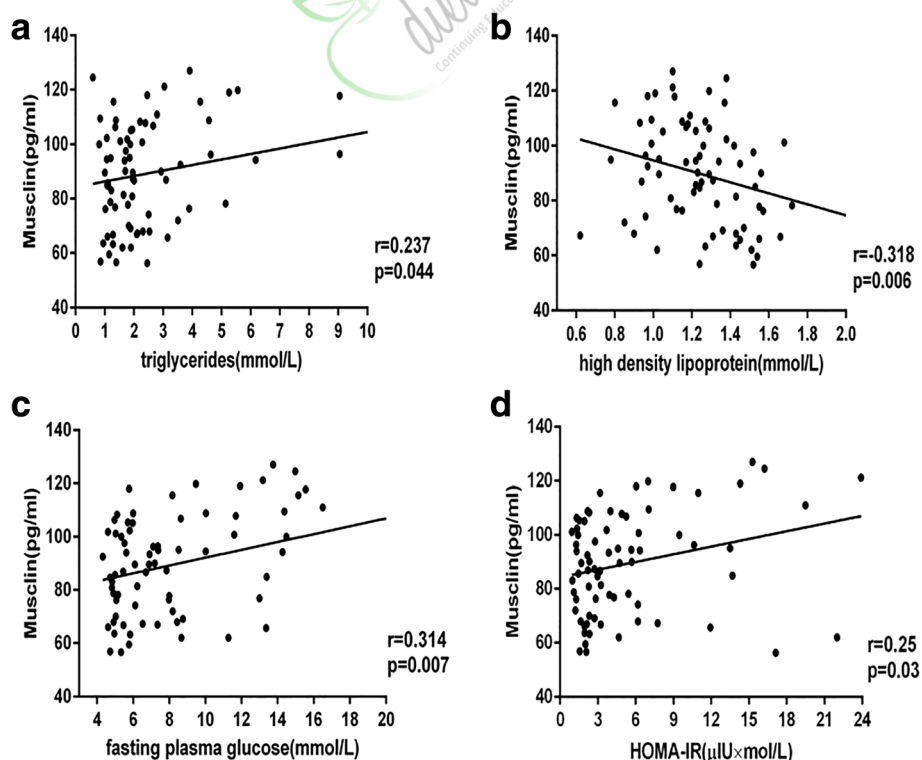 a
140
120
100
80
60
40
Musclin(pg/ml)
r=0.237
p=0.044
0 1 2 3 4 5 6 7 8 9 10
triglycerides(mmol/L)
Continuing Educa
b
140
120
100
80
60
40
Musclin(pg/ml)
r=-0.318
p=0.006
0.6 0.8 1.0 1.2 1.4 1.6 1.8 2.0
high density lipoprotein(mmol/L)
c
140
120
100
80
60
40
Musclin(pg/ml)
r=0.314
p=0.007
4 6 8 10 12 14 16 18 20
fasting plasma glucose(mmol/L)
d
140
120
100
80
60
40
Musclin(pg/ml)
r=0.25
p=0.03
0 3 6 9 12 15 18 21 24
HOMA-IR(μIU×mol/L)